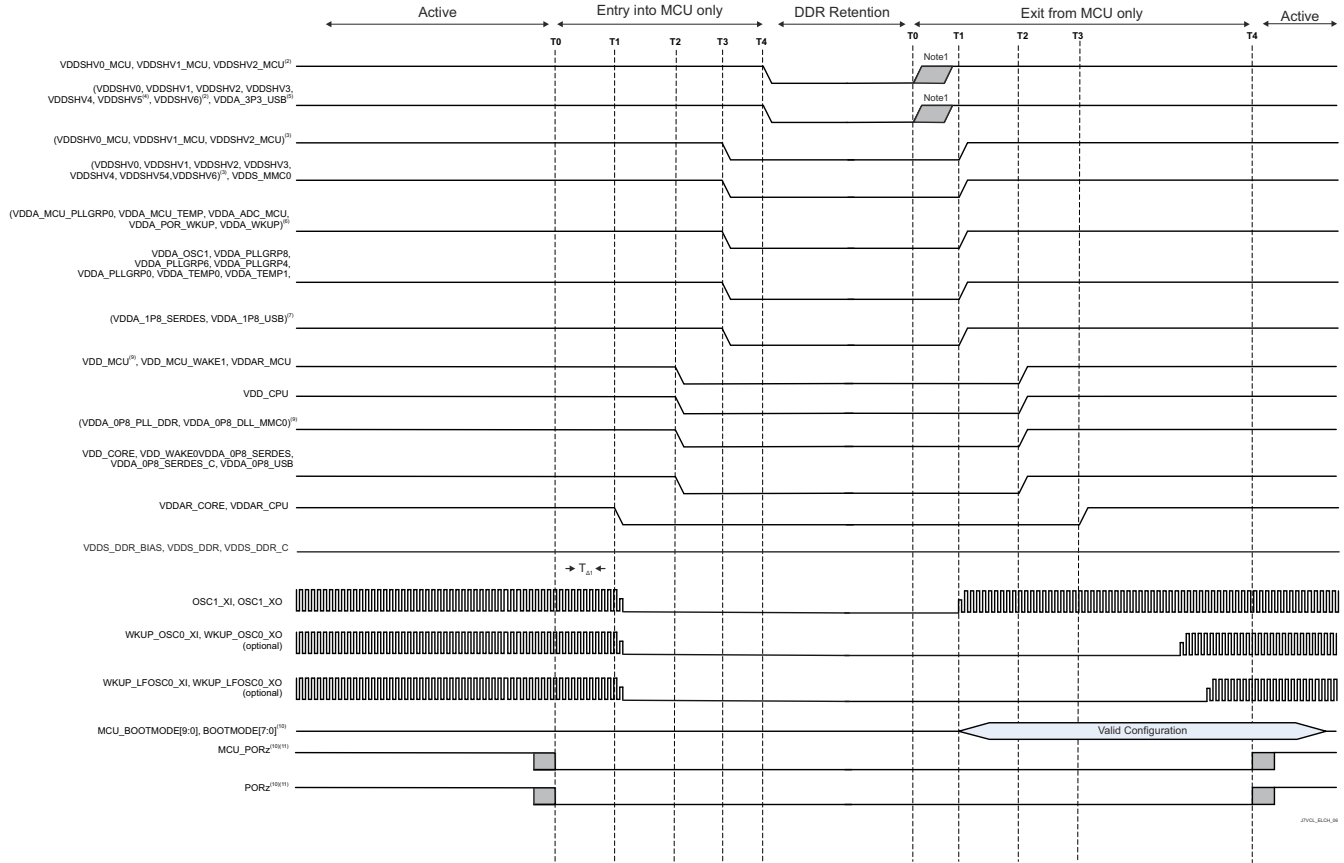 Active Entry into MCU only DDR Retention Exit from MCU only Active
T0 T1 T2 T3 T4 T0 T1 T2 T3 T4
Note1
VDDSHV0_MCU, VDDSHV1_MCU, VDDSHV2_MCU(2)
(VDDSHV0, VDDSHV1, VDDSHV2, VDDSHV3,
VDDSHV4, VDDSHV5(4), VDDSHV6)(2), VDDA_3P3_USB(5)
Note1
(VDDSHV0_MCU, VDDSHV1_MCU, VDDSHV2_MCU)(3)
(VDDSHV0, VDDSHV1, VDDSHV2, VDDSHV3,
VDDSHV4, VDDSHV54,VDDSHV6)(3), VDDS_MMC0
(VDDA_MCU_PLLGRP0, VDDA_MCU_TEMP, VDDA_ADC_MCU,
VDDA_POR_WKUP, VDDA_WKUP)(6)
VDDA_OSC1, VDDA_PLLGRP8,
VDDA_PLLGRP6, VDDA_PLLGRP4,
VDDA_PLLGRP0, VDDA_TEMP0, VDDA_TEMP1,
(VDDA_1P8_SERDES, VDDA_1P8_USB)(7)
VDD_MCU(9), VDD_MCU_WAKE1, VDDAR_MCU
VDD_CPU
(VDDA_0P8_PLL_DDR, VDDA_0P8_DLL_MMC0)(9)
VDD_CORE, VDD_WAKE0VDDA_0P8_SERDES,
VDDA_0P8_SERDES_C, VDDA_0P8_USB
VDDAR_CORE, VDDAR_CPU
VDDS_DDR_BIAS, VDDS_DDR, VDDS_DDR_C
TΔ1
OSC1_XI, OSC1_XO
WKUP_OSC0_XI, WKUP_OSC0_XO
(optional)
WKUP_LFOSC0_XI, WKUP_LFOSC0_XO
(optional)
MCU_BOOTMODE[9:0], BOOTMODE[7:0](10)
Valid Configuration
MCU_PORz(10)(11)
PORz(10)(11)
J7VCL_ELCH_06